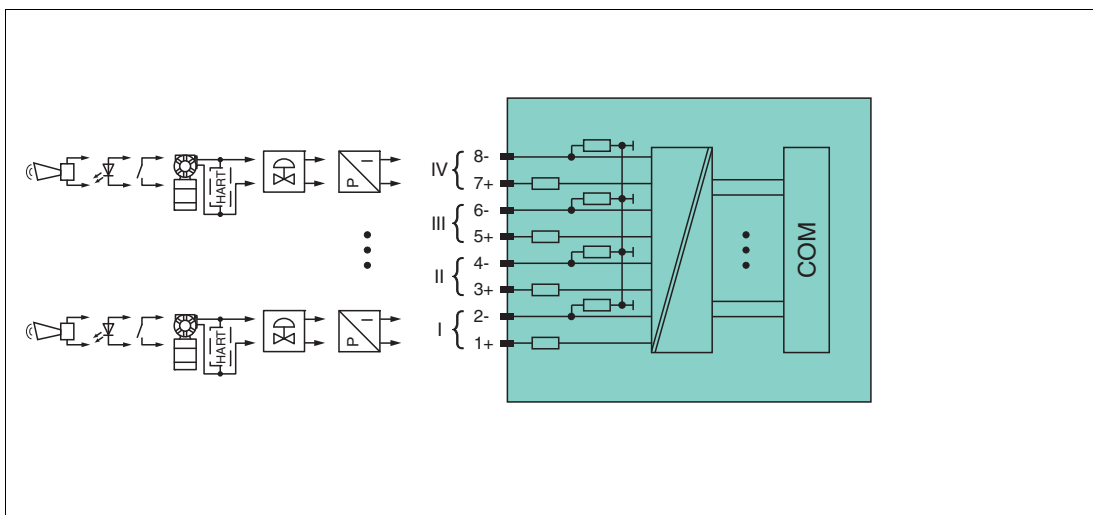 HART
P I
IV
8-
7+
III
6-
5+
II
4-
3+
I
2-
1+
COM
HART
P I